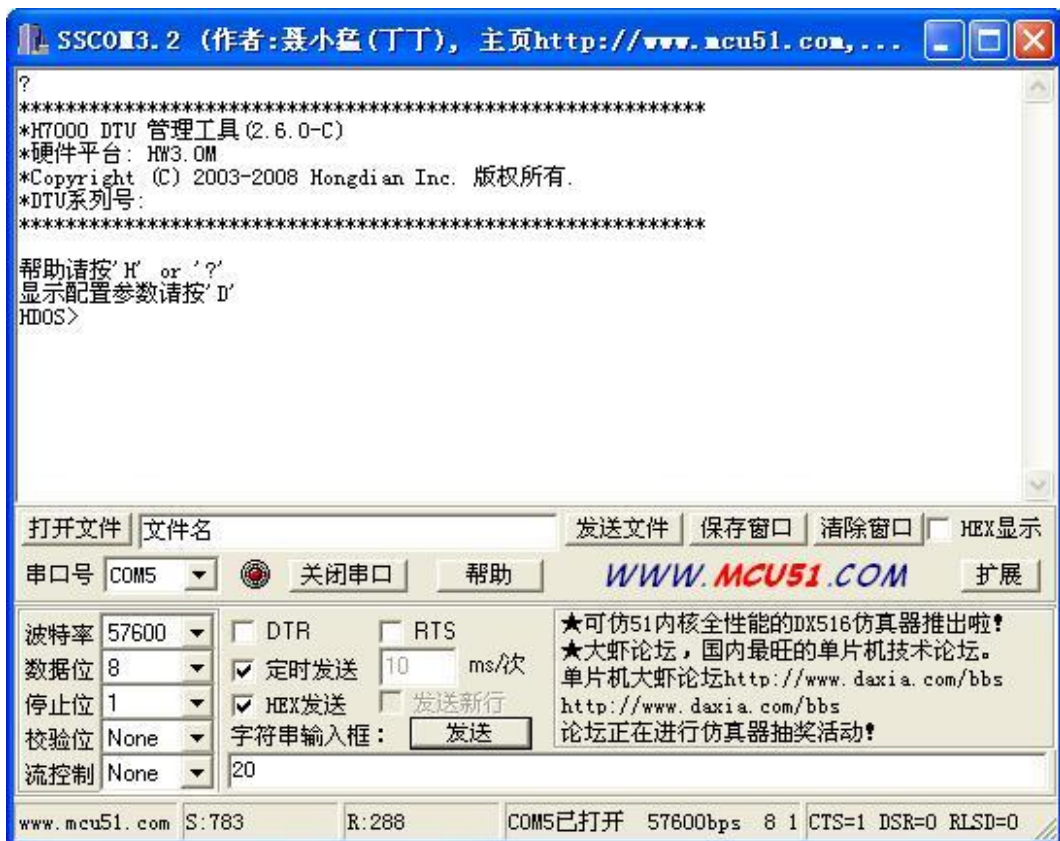 SSCOM3.2 (作者:聂小猛(丁丁), 主页http://www.mcu51.com,...
?
***********************************************************
*H7000 DTU 管理工具(2.6.0-C)
*硬件平台: HW3.0M
*Copyright (C) 2003-2008 Hongdian Inc. 版权所有.
*DTU系列号:
***********************************************************
帮助请按'H' or '?'
显示配置参数请按'D'
HDOS>
打开文件 文件名 发送文件 保存窗口 清除窗口 HEX显示
串口号 COM5 关闭串口 帮助 WWW.MCU51.COM 扩展
波特率 57600 DTR RTS
数据位 8 定时发送 10 ms/次
停止位 1 HEX发送 发送新行
校验位 None 字符串输入框: 发送
流控制 None 20
★可仿51内核全性能的DX516仿真器推出啦!
★大虾论坛,国内最旺的单片机技术论坛。
单片机大虾论坛http://www.daxia.com/bbs
http://www.daxia.com/bbs
论坛正在进行仿真器抽奖活动!
www.mcu51.com S:783 R:288 COM5已打开 57600bps 8 1 CTS=1 DSR=0 RLSD=0